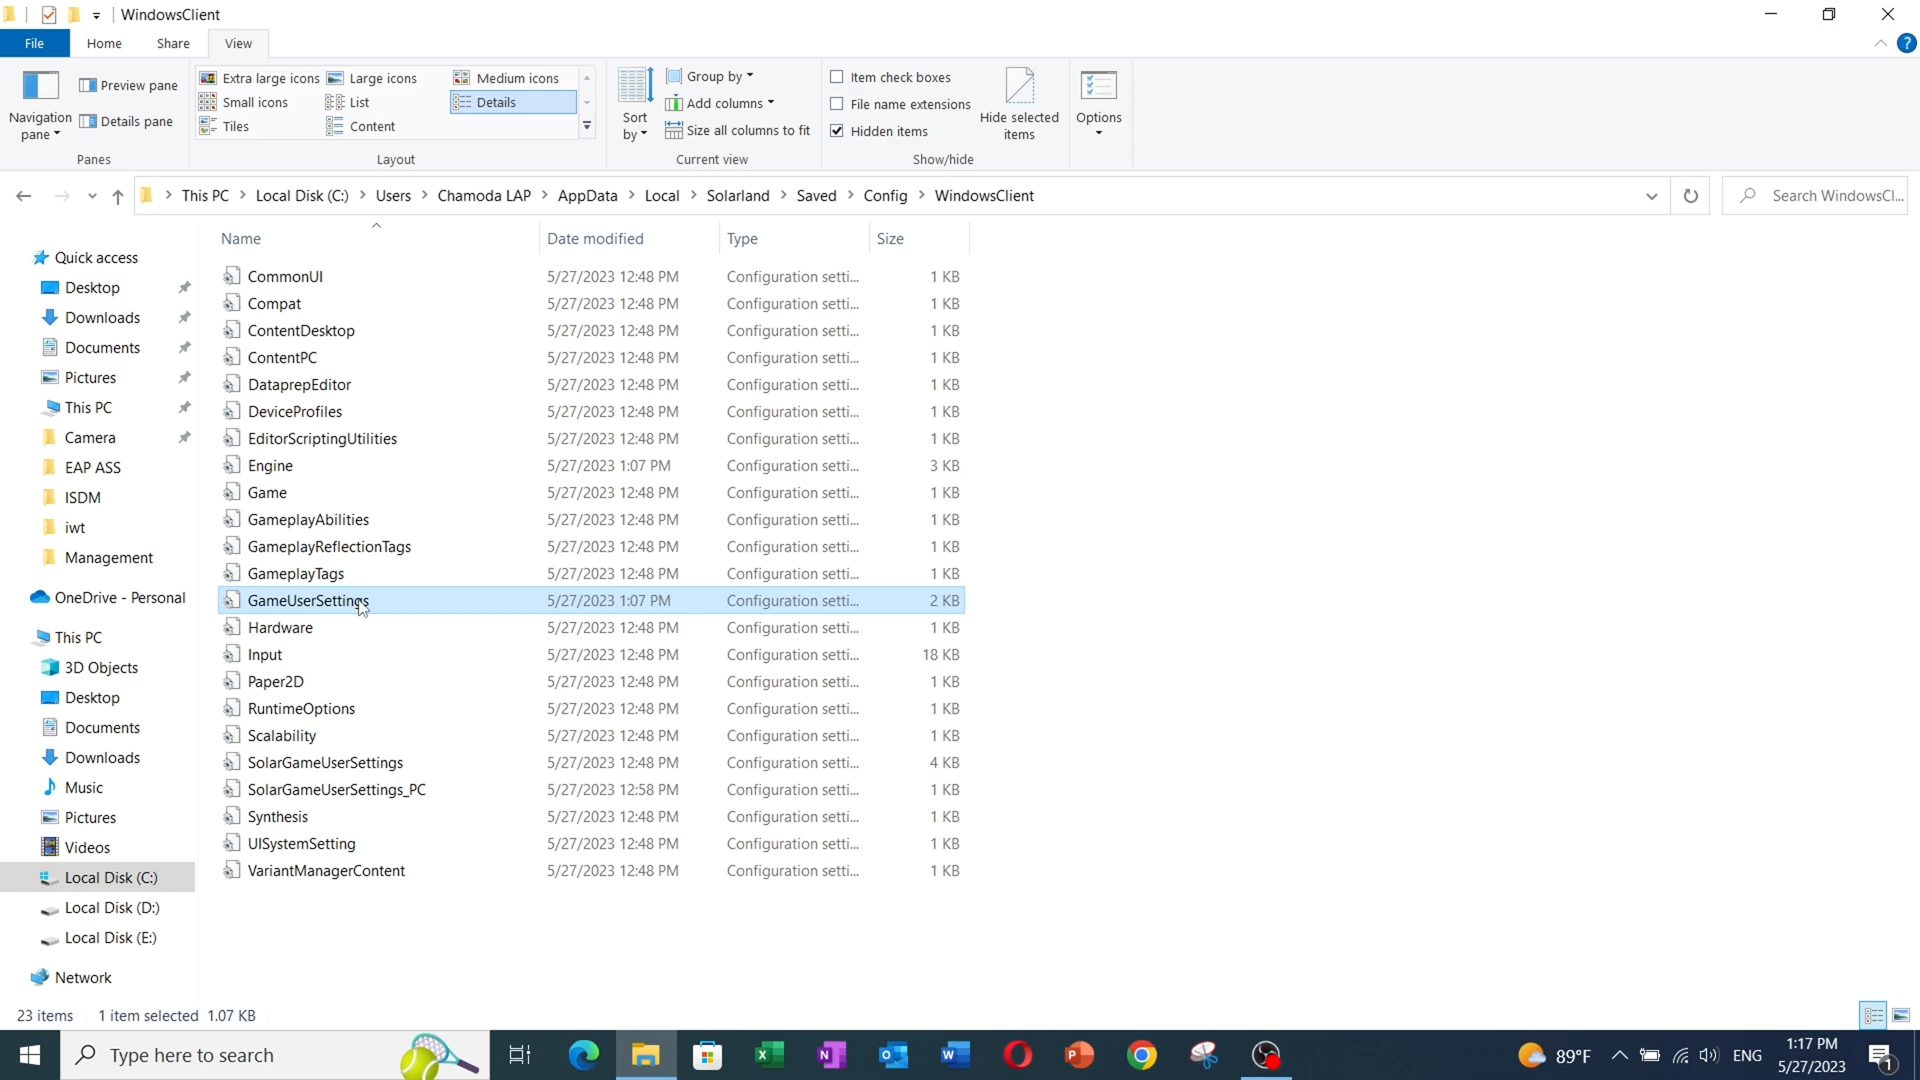 WindowsClient
File Home Share View
Navigation pane
Preview pane
Details pane
Panes
Extra large icons Large icons Medium icons
Small icons List Details
Tiles Content
Layout
Sort by
Group by
Add columns
Size all columns to fit
Current view
Item check boxes
File name extensions
Hidden items
Hide selected items
Show/hide
Options
This PC Local Disk (C:) Users Chamoda LAP AppData Local Solarland Saved Config WindowsClient
Search WindowsCl...
Quick access
Desktop
Downloads
Documents
Pictures
This PC
Camera
EAP ASS
ISDM
iwt
Management
OneDrive - Personal
This PC
3D Objects
Desktop
Documents
Downloads
Music
Pictures
Videos
Local Disk (C:)
Local Disk (D:)
Local Disk (E:)
Network
Name Date modified Type Size
CommonUI 5/27/2023 12:48 PM Configuration setti... 1 KB
Compat 5/27/2023 12:48 PM Configuration setti... 1 KB
ContentDesktop 5/27/2023 12:48 PM Configuration setti... 1 KB
ContentPC 5/27/2023 12:48 PM Configuration setti... 1 KB
DataprepEditor 5/27/2023 12:48 PM Configuration setti... 1 KB
DeviceProfiles 5/27/2023 12:48 PM Configuration setti... 1 KB
EditorScriptingUtilities 5/27/2023 12:48 PM Configuration setti... 1 KB
Engine 5/27/2023 1:07 PM Configuration setti... 3 KB
Game 5/27/2023 12:48 PM Configuration setti... 1 KB
GameplayAbilities 5/27/2023 12:48 PM Configuration setti... 1 KB
GameplayReflectionTags 5/27/2023 12:48 PM Configuration setti... 1 KB
GameplayTags 5/27/2023 12:48 PM Configuration setti... 1 KB
GameUserSettings 5/27/2023 1:07 PM Configuration setti... 2 KB
Hardware 5/27/2023 12:48 PM Configuration setti... 1 KB
Input 5/27/2023 12:48 PM Configuration setti... 18 KB
Paper2D 5/27/2023 12:48 PM Configuration setti... 1 KB
RuntimeOptions 5/27/2023 12:48 PM Configuration setti... 1 KB
Scalability 5/27/2023 12:48 PM Configuration setti... 1 KB
SolarGameUserSettings 5/27/2023 12:48 PM Configuration setti... 4 KB
SolarGameUserSettings_PC 5/27/2023 12:58 PM Configuration setti... 1 KB
Synthesis 5/27/2023 12:48 PM Configuration setti... 1 KB
UISystemSetting 5/27/2023 12:48 PM Configuration setti... 1 KB
VariantManagerContent 5/27/2023 12:48 PM Configuration setti... 1 KB
23 items 1 item selected 1.07 KB
Type here to search
89°F ENG
1:17 PM
5/27/2023
1